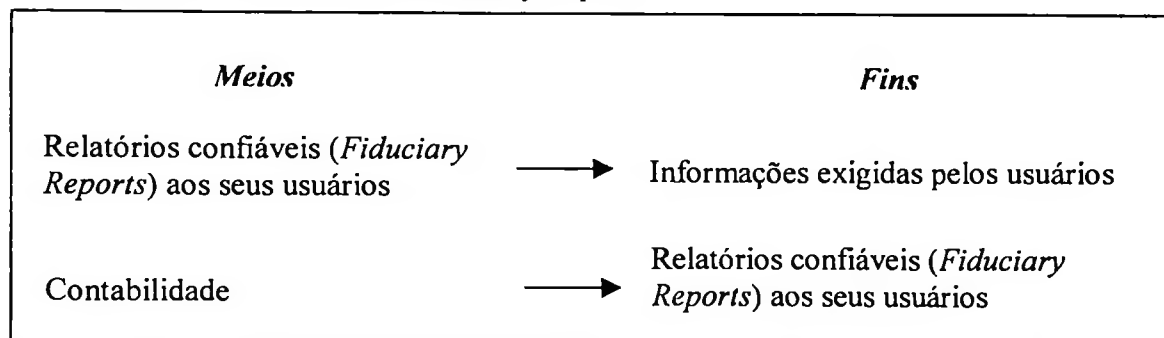 Meios
Fins
Relatórios confiáveis (Fiduciary
Reports) aos seus usuários
Informações exigidas pelos usuários
Contabilidade
Relatórios confiáveis (Fiduciary
Reports) aos seus usuários